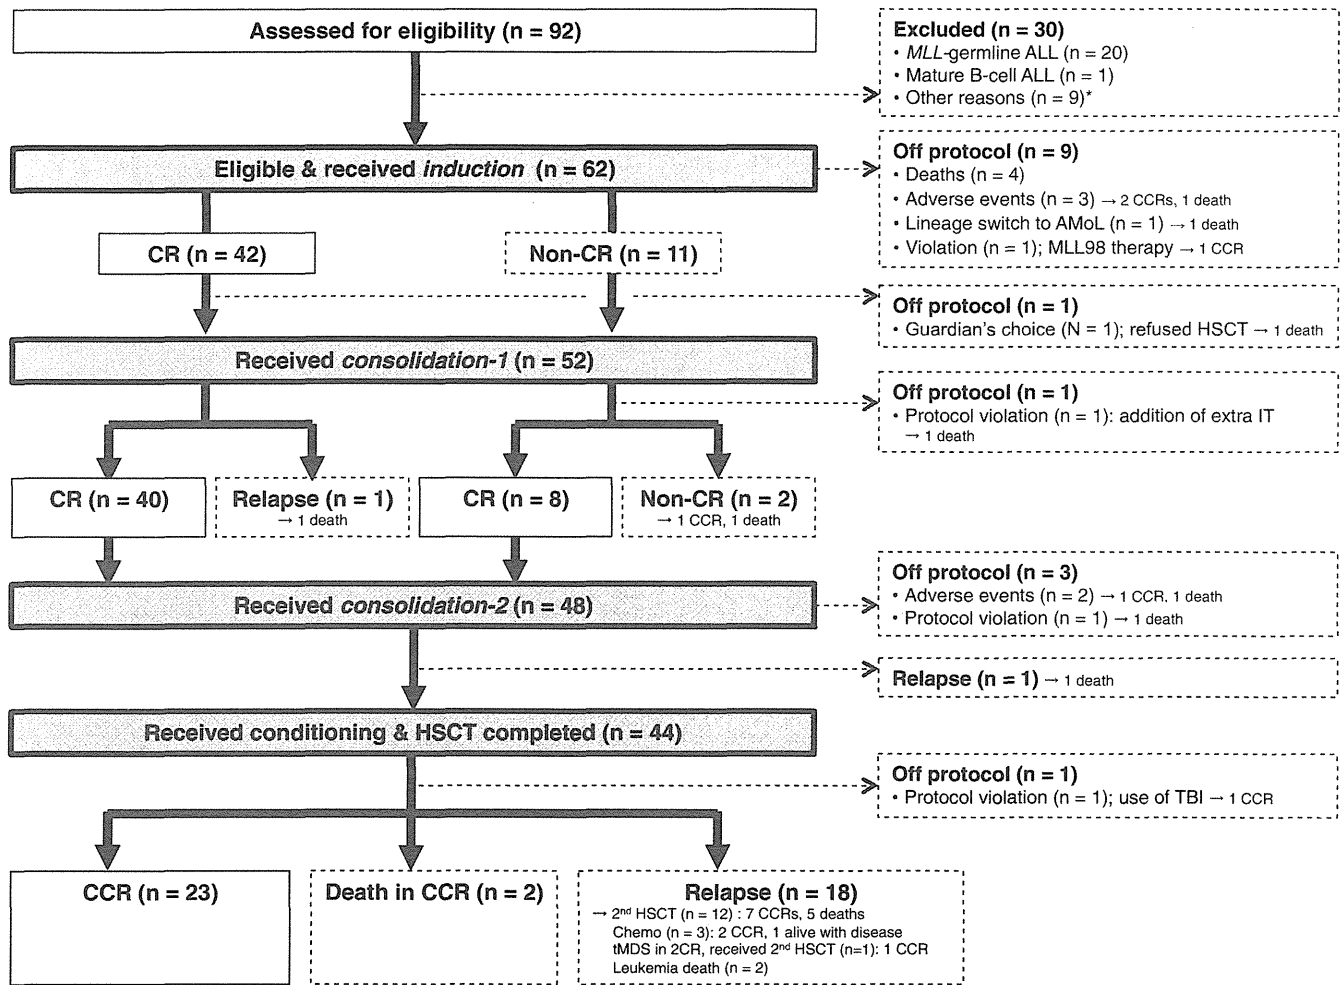 Assessed for eligibility (n = 92)
Excluded (n = 30)
• MLL-germline ALL (n = 20)
• Mature B-cell ALL (n = 1)
• Other reasons (n = 9)*
Eligible & received induction (n = 62)
Off protocol (n = 9)
• Deaths (n = 4)
• Adverse events (n = 3) → 2 CCRs, 1 death
• Lineage switch to AMoL (n = 1) → 1 death
• Violation (n = 1); MLL98 therapy → 1 CCR
CR (n = 42)
Non-CR (n = 11)
Off protocol (n = 1)
• Guardian's choice (N = 1); refused HSCT → 1 death
Received consolidation-1 (n = 52)
Off protocol (n = 1)
• Protocol violation (n = 1): addition of extra IT
→ 1 death
CR (n = 40)
Relapse (n = 1)
→ 1 death
CR (n = 8)
Non-CR (n = 2)
→ 1 CCR, 1 death
Received consolidation-2 (n = 48)
Off protocol (n = 3)
• Adverse events (n = 2) → 1 CCR, 1 death
• Protocol violation (n = 1) → 1 death
Relapse (n = 1) → 1 death
Received conditioning & HSCT completed (n = 44)
Off protocol (n = 1)
• Protocol violation (n = 1); use of TBI → 1 CCR
CCR (n = 23)
Death in CCR (n = 2)
Relapse (n = 18)
→ 2nd HSCT (n = 12) : 7 CCRs, 5 deaths
Chemo (n = 3): 2 CCR, 1 alive with disease
tMDS in 2CR, received 2nd HSCT (n=1): 1 CCR
Leukemia death (n = 2)